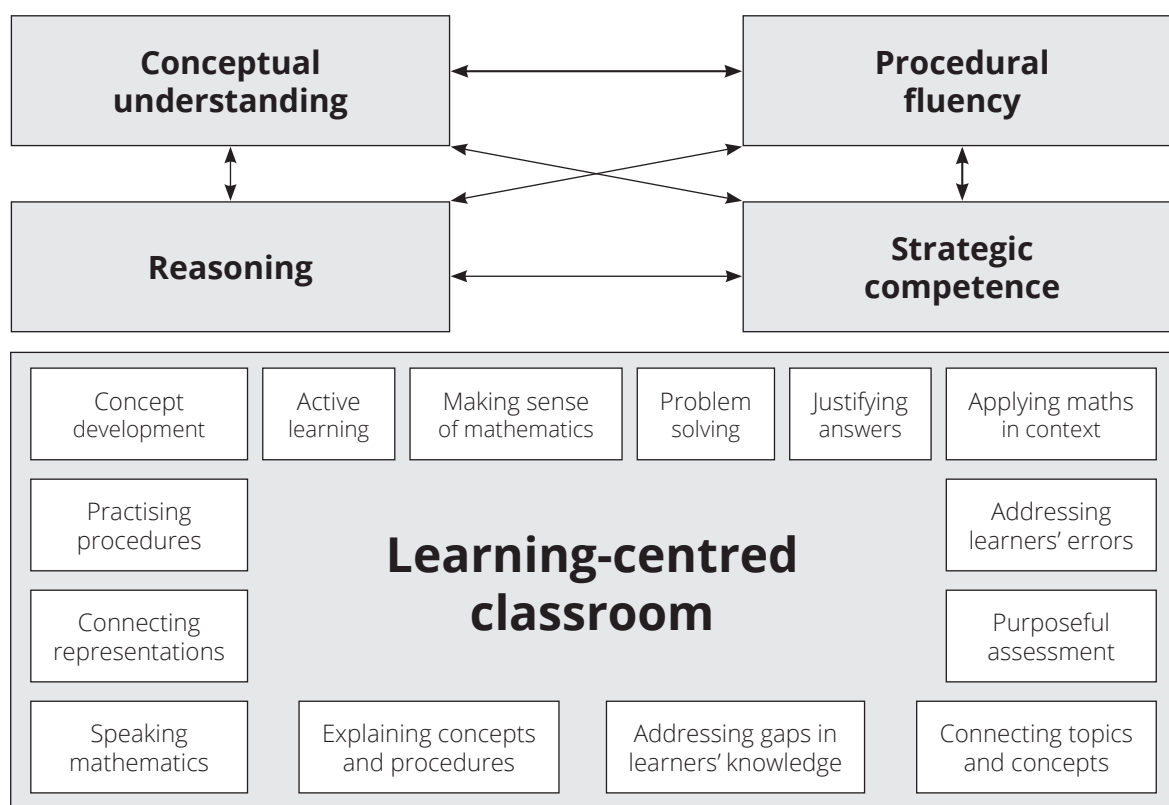 Conceptual
understanding
Procedural
fluency
Reasoning
Strategic
competence
Concept
development
Active
learning
Making sense
of mathematics
Problem
solving
Justifying
answers
Applying maths
in context
Practising
procedures
Addressing
learners’ errors
Learning-centred
classroom
Connecting
representations
Purposeful
assessment
Speaking
mathematics
Explaining concepts
and procedures
Addressing gaps in
learners’ knowledge
Connecting topics
and concepts